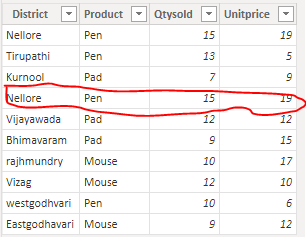 District Product Qtysold Unitprice
Nellore Pen 15 19
Tirupathi Pen 13 5
Kurnool Pad 7 9
Nellore Pen 15 19
Vijayawada Pad 12 12
Bhimavaram Pad 9 15
rajhmundry Mouse 10 17
Vizag Mouse 12 10
westgodhvari Pen 10 6
Eastgodhavari Mouse 9 12